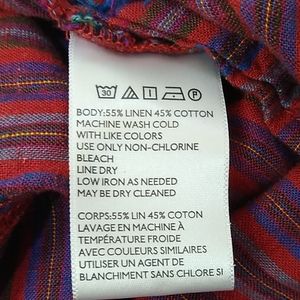 30 P
BODY:55% LINEN 45% COTTON
MACHINE WASH COLD
WITH LIKE COLORS
USE ONLY NON-CHLORINE
BLEACH
LINE DRY
LOW IRON AS NEEDED
MAY BE DRY CLEANED
CORPS:55% LIN 45% COTON
LAVAGE EN MACHINE À
TEMPÉRATURE FROIDE
AVEC COULEURS SIMILAIRES
UTILISER UN AGENT DE
BLANCHIMENT SANS CHLORE SI